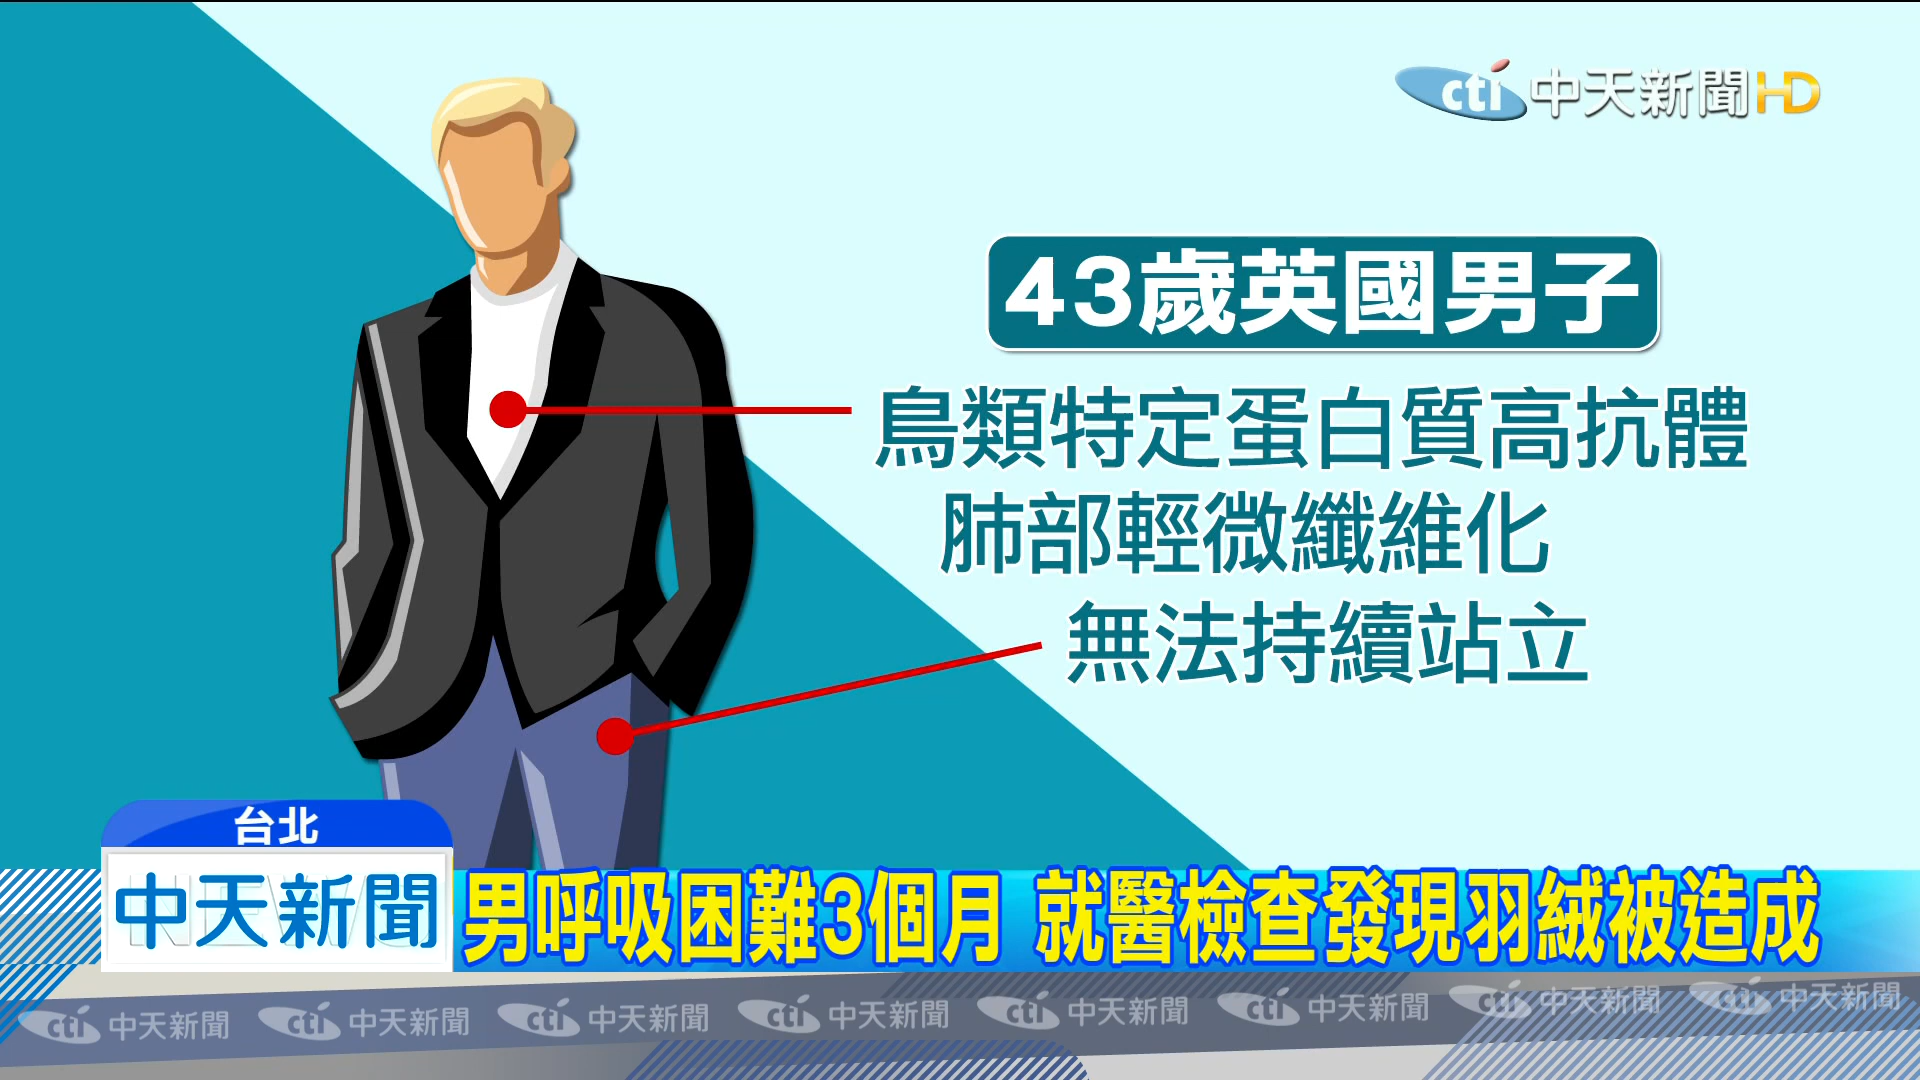 cti 中天新聞HD
43歲英國男子
鳥類特定蛋白質高抗體
肺部輕微纖維化
無法持續站立
台北
中天新聞
男呼吸困難3個月 就醫檢查發現羽絨被造成
cti 中天新聞 cti 中天新聞 cti 中天新聞 cti 中天新聞 cti 中天新聞 cti 中天新聞 cti 中天新聞 cti 中天新聞